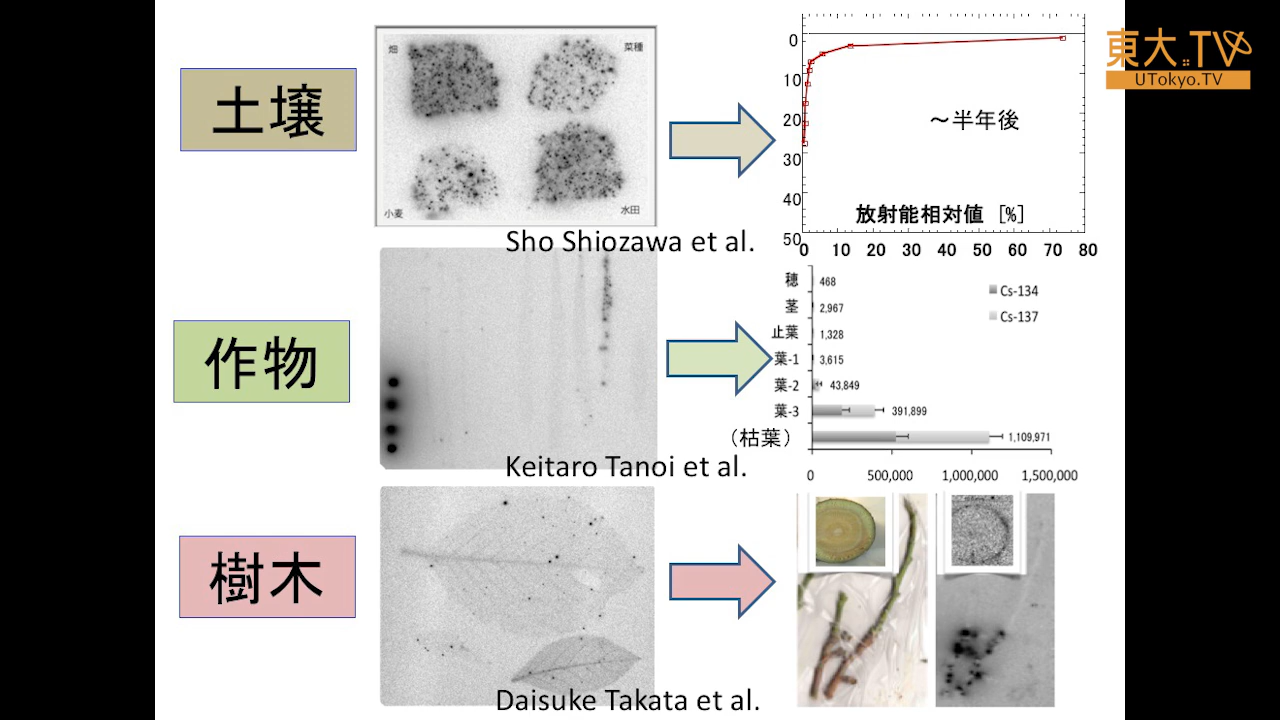 東大.TV
UTokyo.TV
土壌
畑
菜種
小麦
水田
Sho Shiozawa et al.
0
10
20
30
40
50
～半年後
放射能相対値 [%]
0 10 20 30 40 50 60 70 80
作物
Keitaro Tanoi et al.
穂 468
茎 2,967
止葉 1,328
葉-1 3,615
葉-2 43,849
葉-3 391,899
（枯葉） 1,109,971
Cs-134
Cs-137
0 500,000 1,000,000 1,500,000
樹木
Daisuke Takata et al.